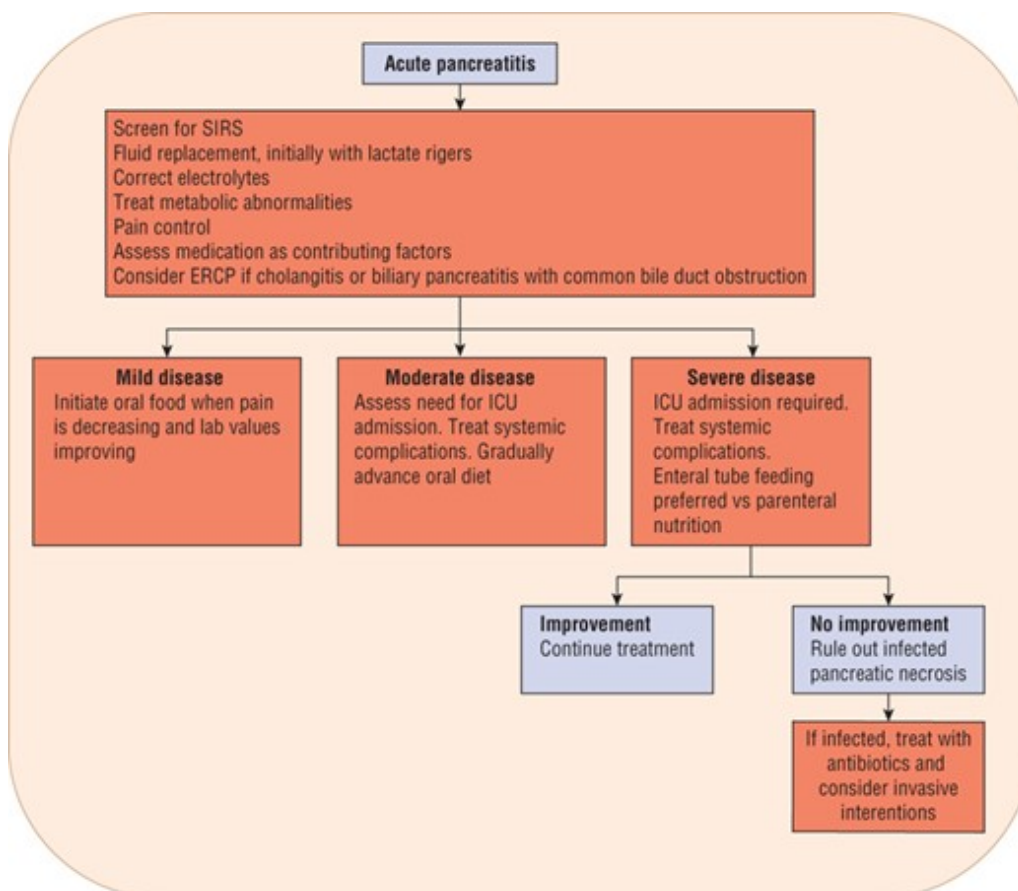 Acute pancreatitis
Screen for SIRS
Fluid replacement, initially with lactate rigers
Correct electrolytes
Treat metabolic abnormalities
Pain control
Assess medication as contributing factors
Consider ERCP if cholangitis or biliary pancreatitis with common bile duct obstruction
Mild disease
Initiate oral food when pain
is decreasing and lab values
improving
Moderate disease
Assess need for ICU
admission. Treat systemic
complications. Gradually
advance oral diet
Severe disease
ICU admission required.
Treat systemic
complications.
Enteral tube feeding
preferred vs parenteral
nutrition
Improvement
Continue treatment
No improvement
Rule out infected
pancreatic necrosis
If infected, treat with
antibiotics and
consider invasive
interentions